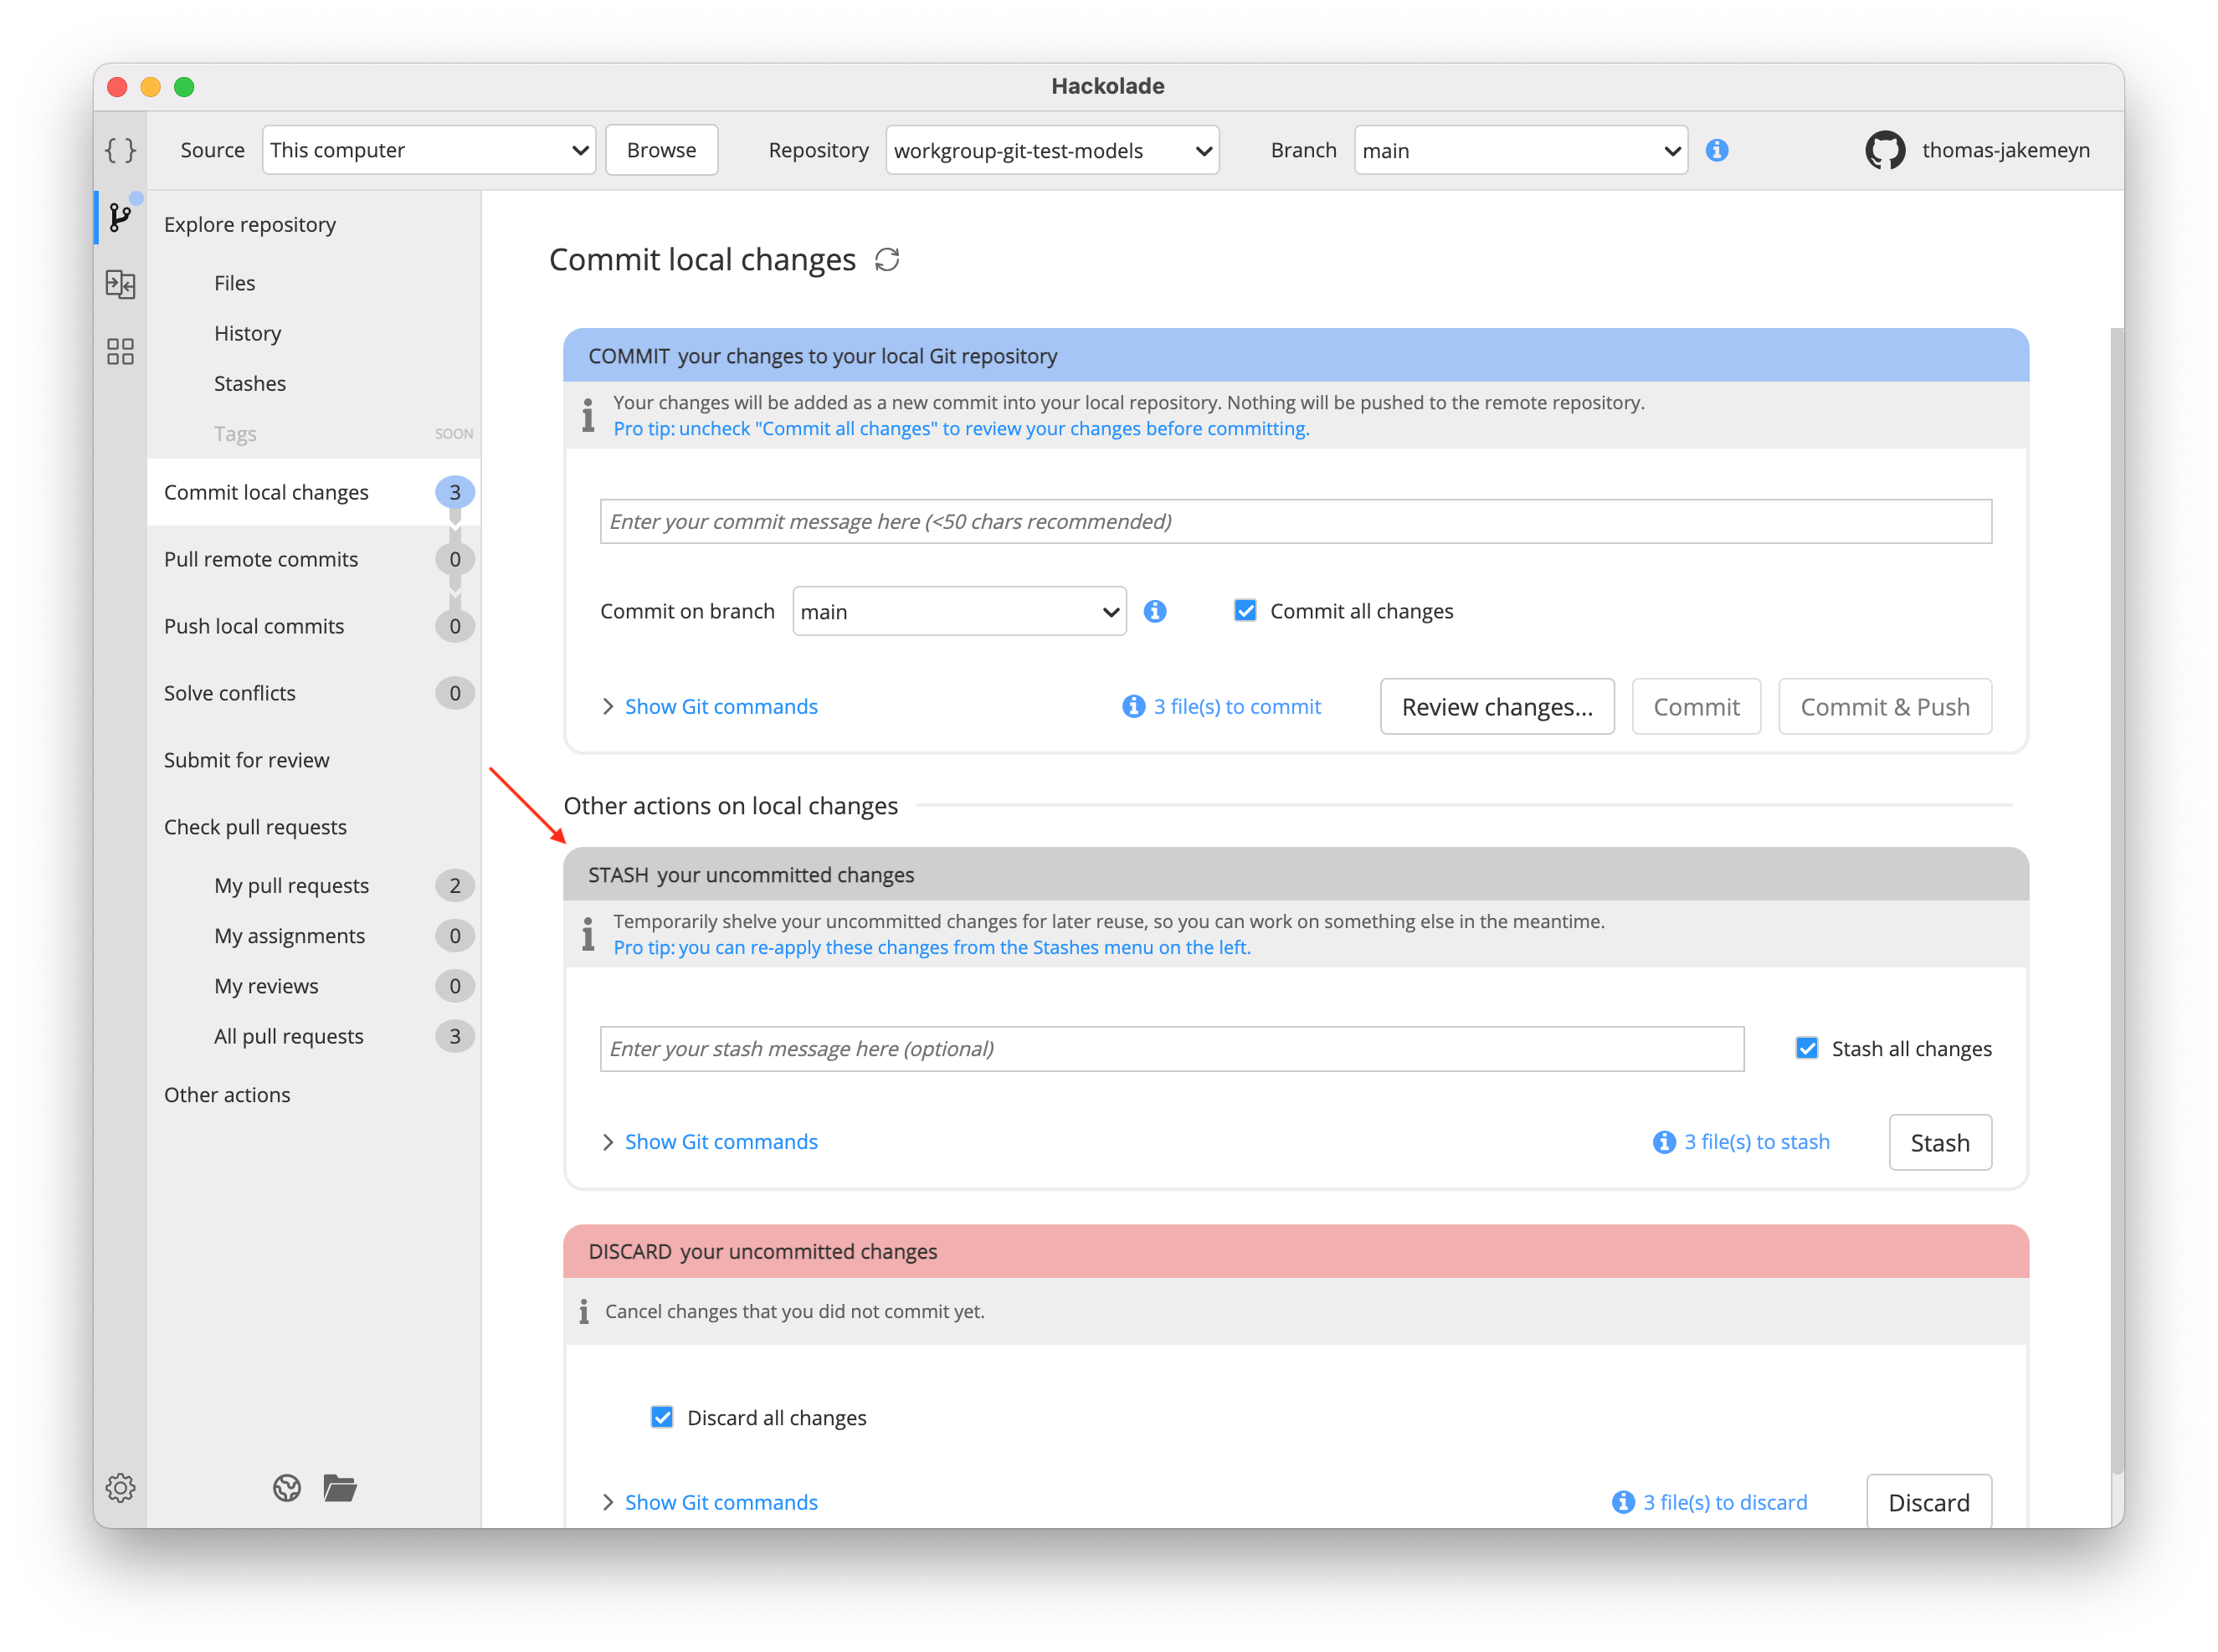 Hackolade
Source This computer Browse Repository workgroup-git-test-models Branch main thomas-jakemeyn
Explore repository
Files
History
Stashes
Tags SOON
Commit local changes 3
Pull remote commits 0
Push local commits 0
Solve conflicts 0
Submit for review
Check pull requests
My pull requests 2
My assignments 0
My reviews 0
All pull requests 3
Other actions
Commit local changes
COMMIT your changes to your local Git repository
Your changes will be added as a new commit into your local repository. Nothing will be pushed to the remote repository.
Pro tip: uncheck "Commit all changes" to review your changes before committing.
Enter your commit message here (<50 chars recommended)
Commit on branch main Commit all changes
Show Git commands 3 file(s) to commit Review changes... Commit Commit & Push
Other actions on local changes
STASH your uncommitted changes
Temporarily shelve your uncommitted changes for later reuse, so you can work on something else in the meantime.
Pro tip: you can re-apply these changes from the Stashes menu on the left.
Enter your stash message here (optional) Stash all changes
Show Git commands 3 file(s) to stash Stash
DISCARD your uncommitted changes
Cancel changes that you did not commit yet.
Discard all changes
Show Git commands 3 file(s) to discard Discard